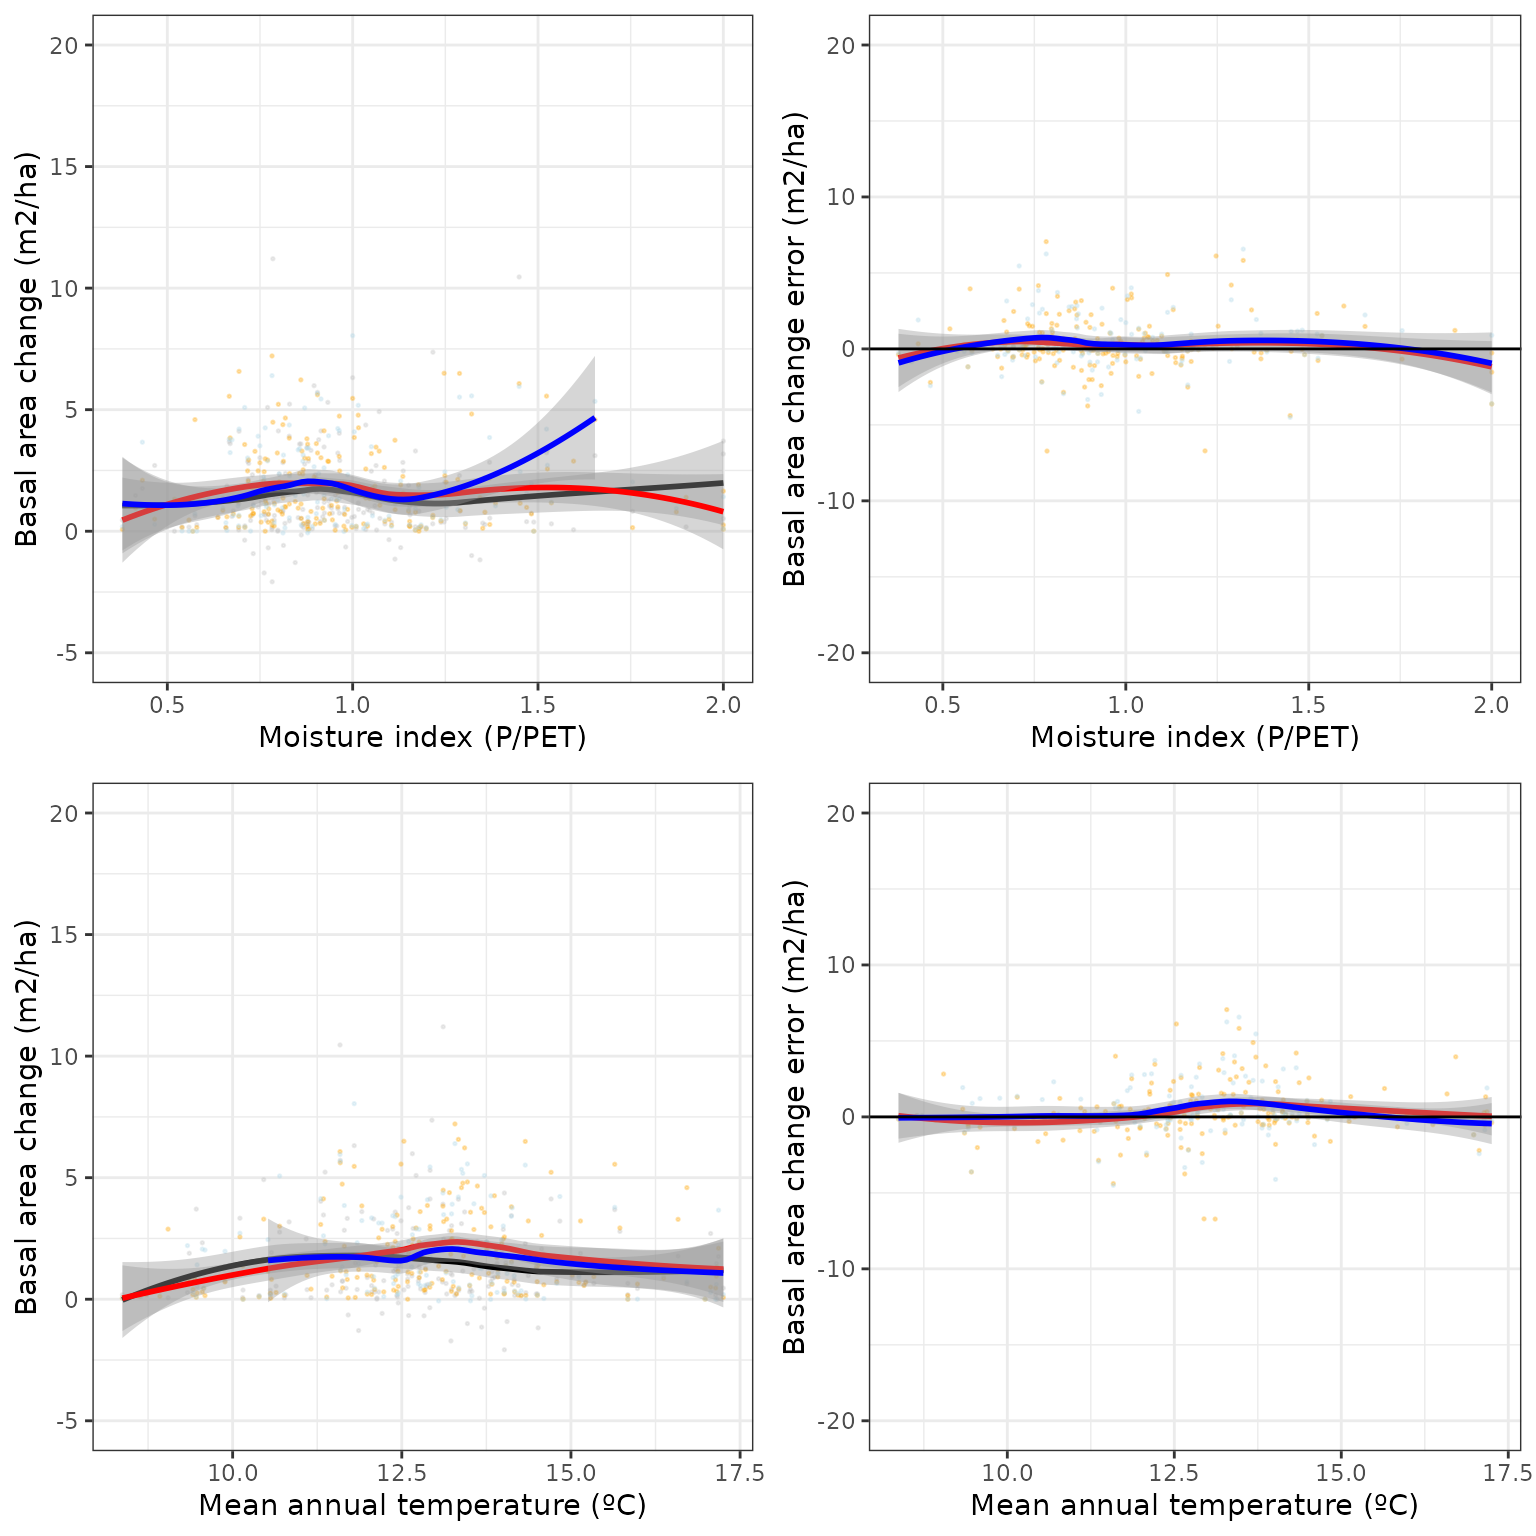 20
15
10
5
0
-5
Basal area change (m2/ha)
0.5 1.0 1.5 2.0
Moisture index (P/PET)
20
10
0
-10
-20
Basal area change error (m2/ha)
0.5 1.0 1.5 2.0
Moisture index (P/PET)
20
15
10
5
0
-5
Basal area change (m2/ha)
10.0 12.5 15.0 17.5
Mean annual temperature (ºC)
20
10
0
-10
-20
Basal area change error (m2/ha)
10.0 12.5 15.0 17.5
Mean annual temperature (ºC)